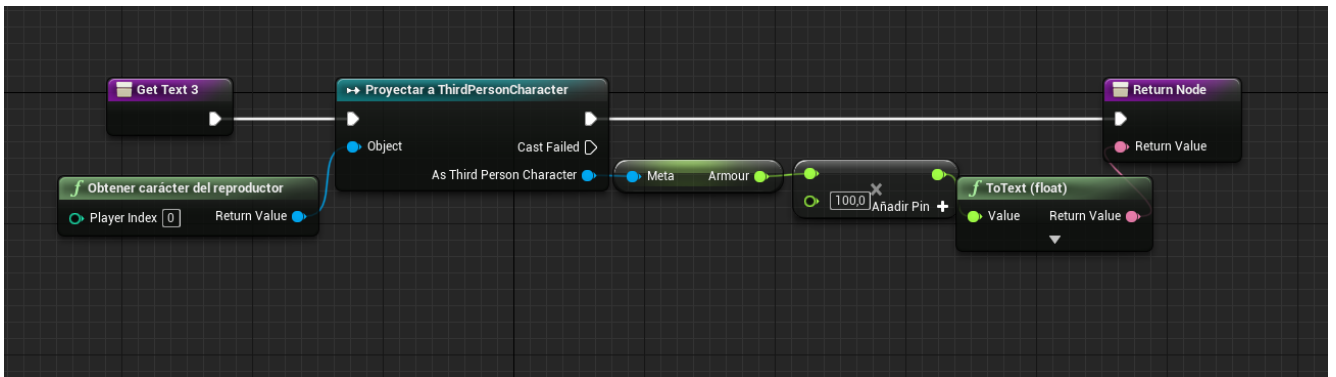 Get Text 3
Proyectar a ThirdPersonCharacter
Return Node
Object
Cast Failed
Return Value
As Third Person Character
Meta Armour
100,0
Añadir Pin
f Obtener carácter del reproductor
Player Index 0
Return Value
f ToText (float)
Value
Return Value